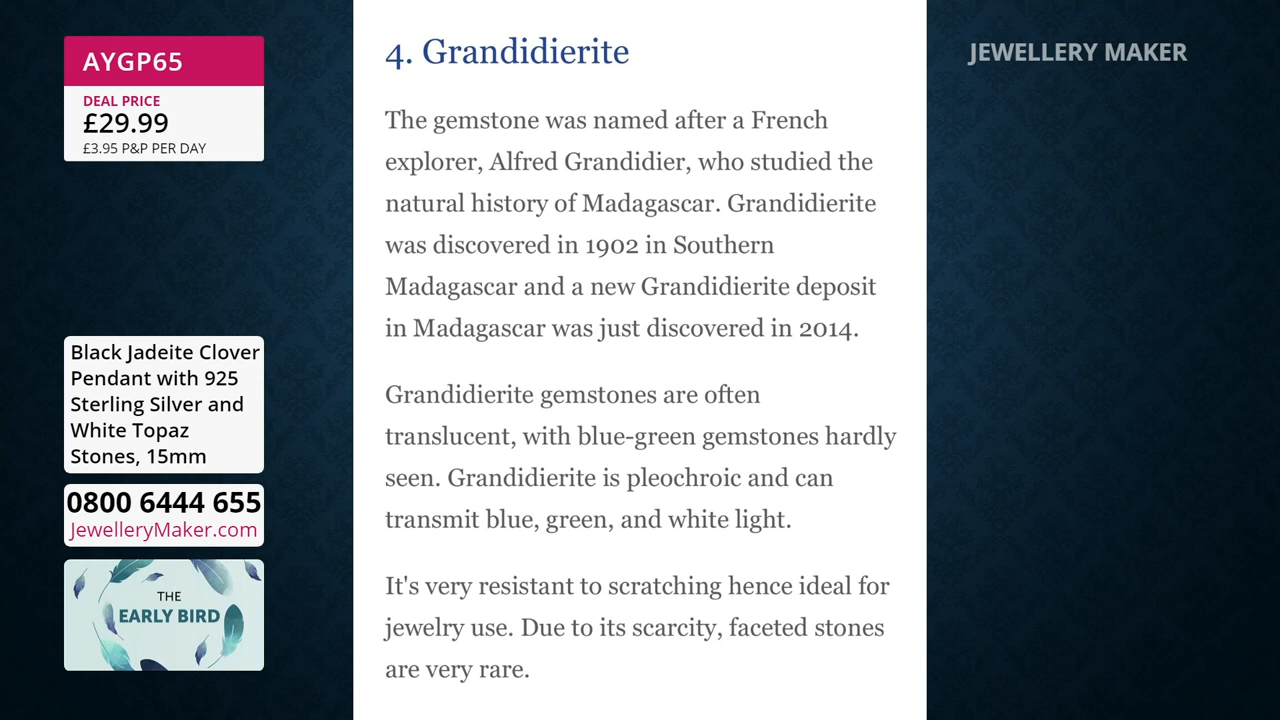 AYGP65
DEAL PRICE
£29.99
£3.95 P&P PER DAY
Black Jadeite Clover
Pendant with 925
Sterling Silver and
White Topaz
Stones, 15mm
0800 6444 655
JewelleryMaker.com
THE
EARLY BIRD
4. Grandidierite
The gemstone was named after a French
explorer, Alfred Grandidier, who studied the
natural history of Madagascar. Grandidierite
was discovered in 1902 in Southern
Madagascar and a new Grandidierite deposit
in Madagascar was just discovered in 2014.
Grandidierite gemstones are often
translucent, with blue-green gemstones hardly
seen. Grandidierite is pleochroic and can
transmit blue, green, and white light.
It's very resistant to scratching hence ideal for
jewelry use. Due to its scarcity, faceted stones
are very rare.
JEWELLERY MAKER